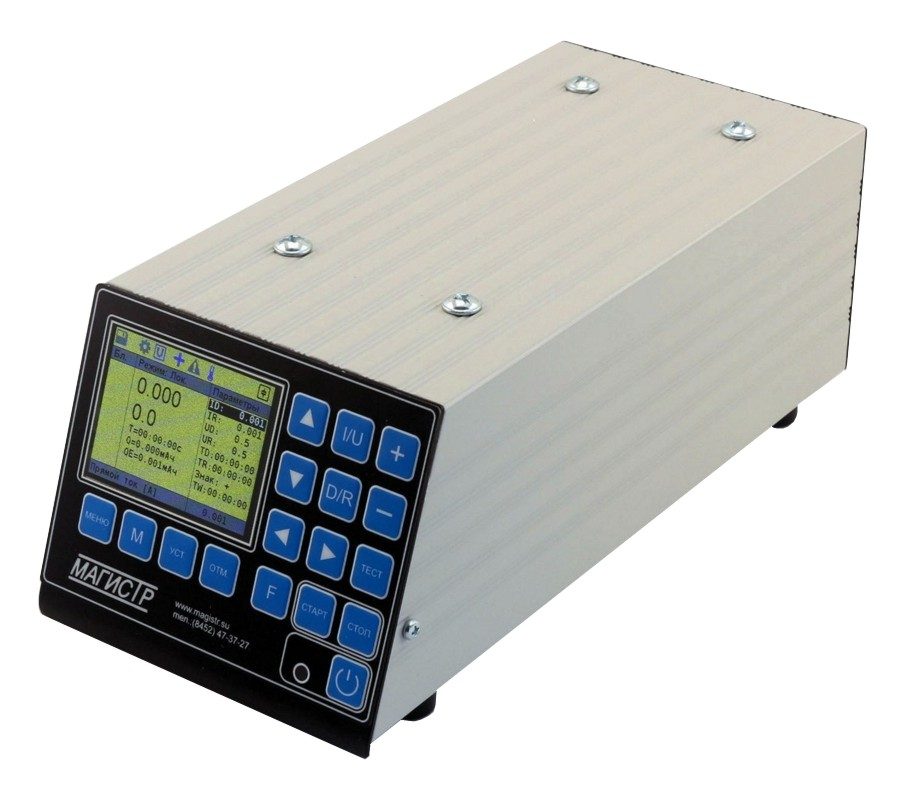 U
Бл. Режим: Лок. Параметры
0.000
0.0
T=00:00:00с
Q=0.000мАч
QE=0.001мАч
ID: 0.001
IR: 0.001
UD: 0.5
UR: 0.5
TD:00:00:00
TR:00:00:00
Знак: +
TW:00:00:00
Прямой ток [А] 0.001
I/U +
D/R −
ТЕСТ
МЕНЮ М УСТ ОТМ
F СТАРТ СТОП
МАГИСТР
www.magistr.su
тел.:(8452) 47-37-27